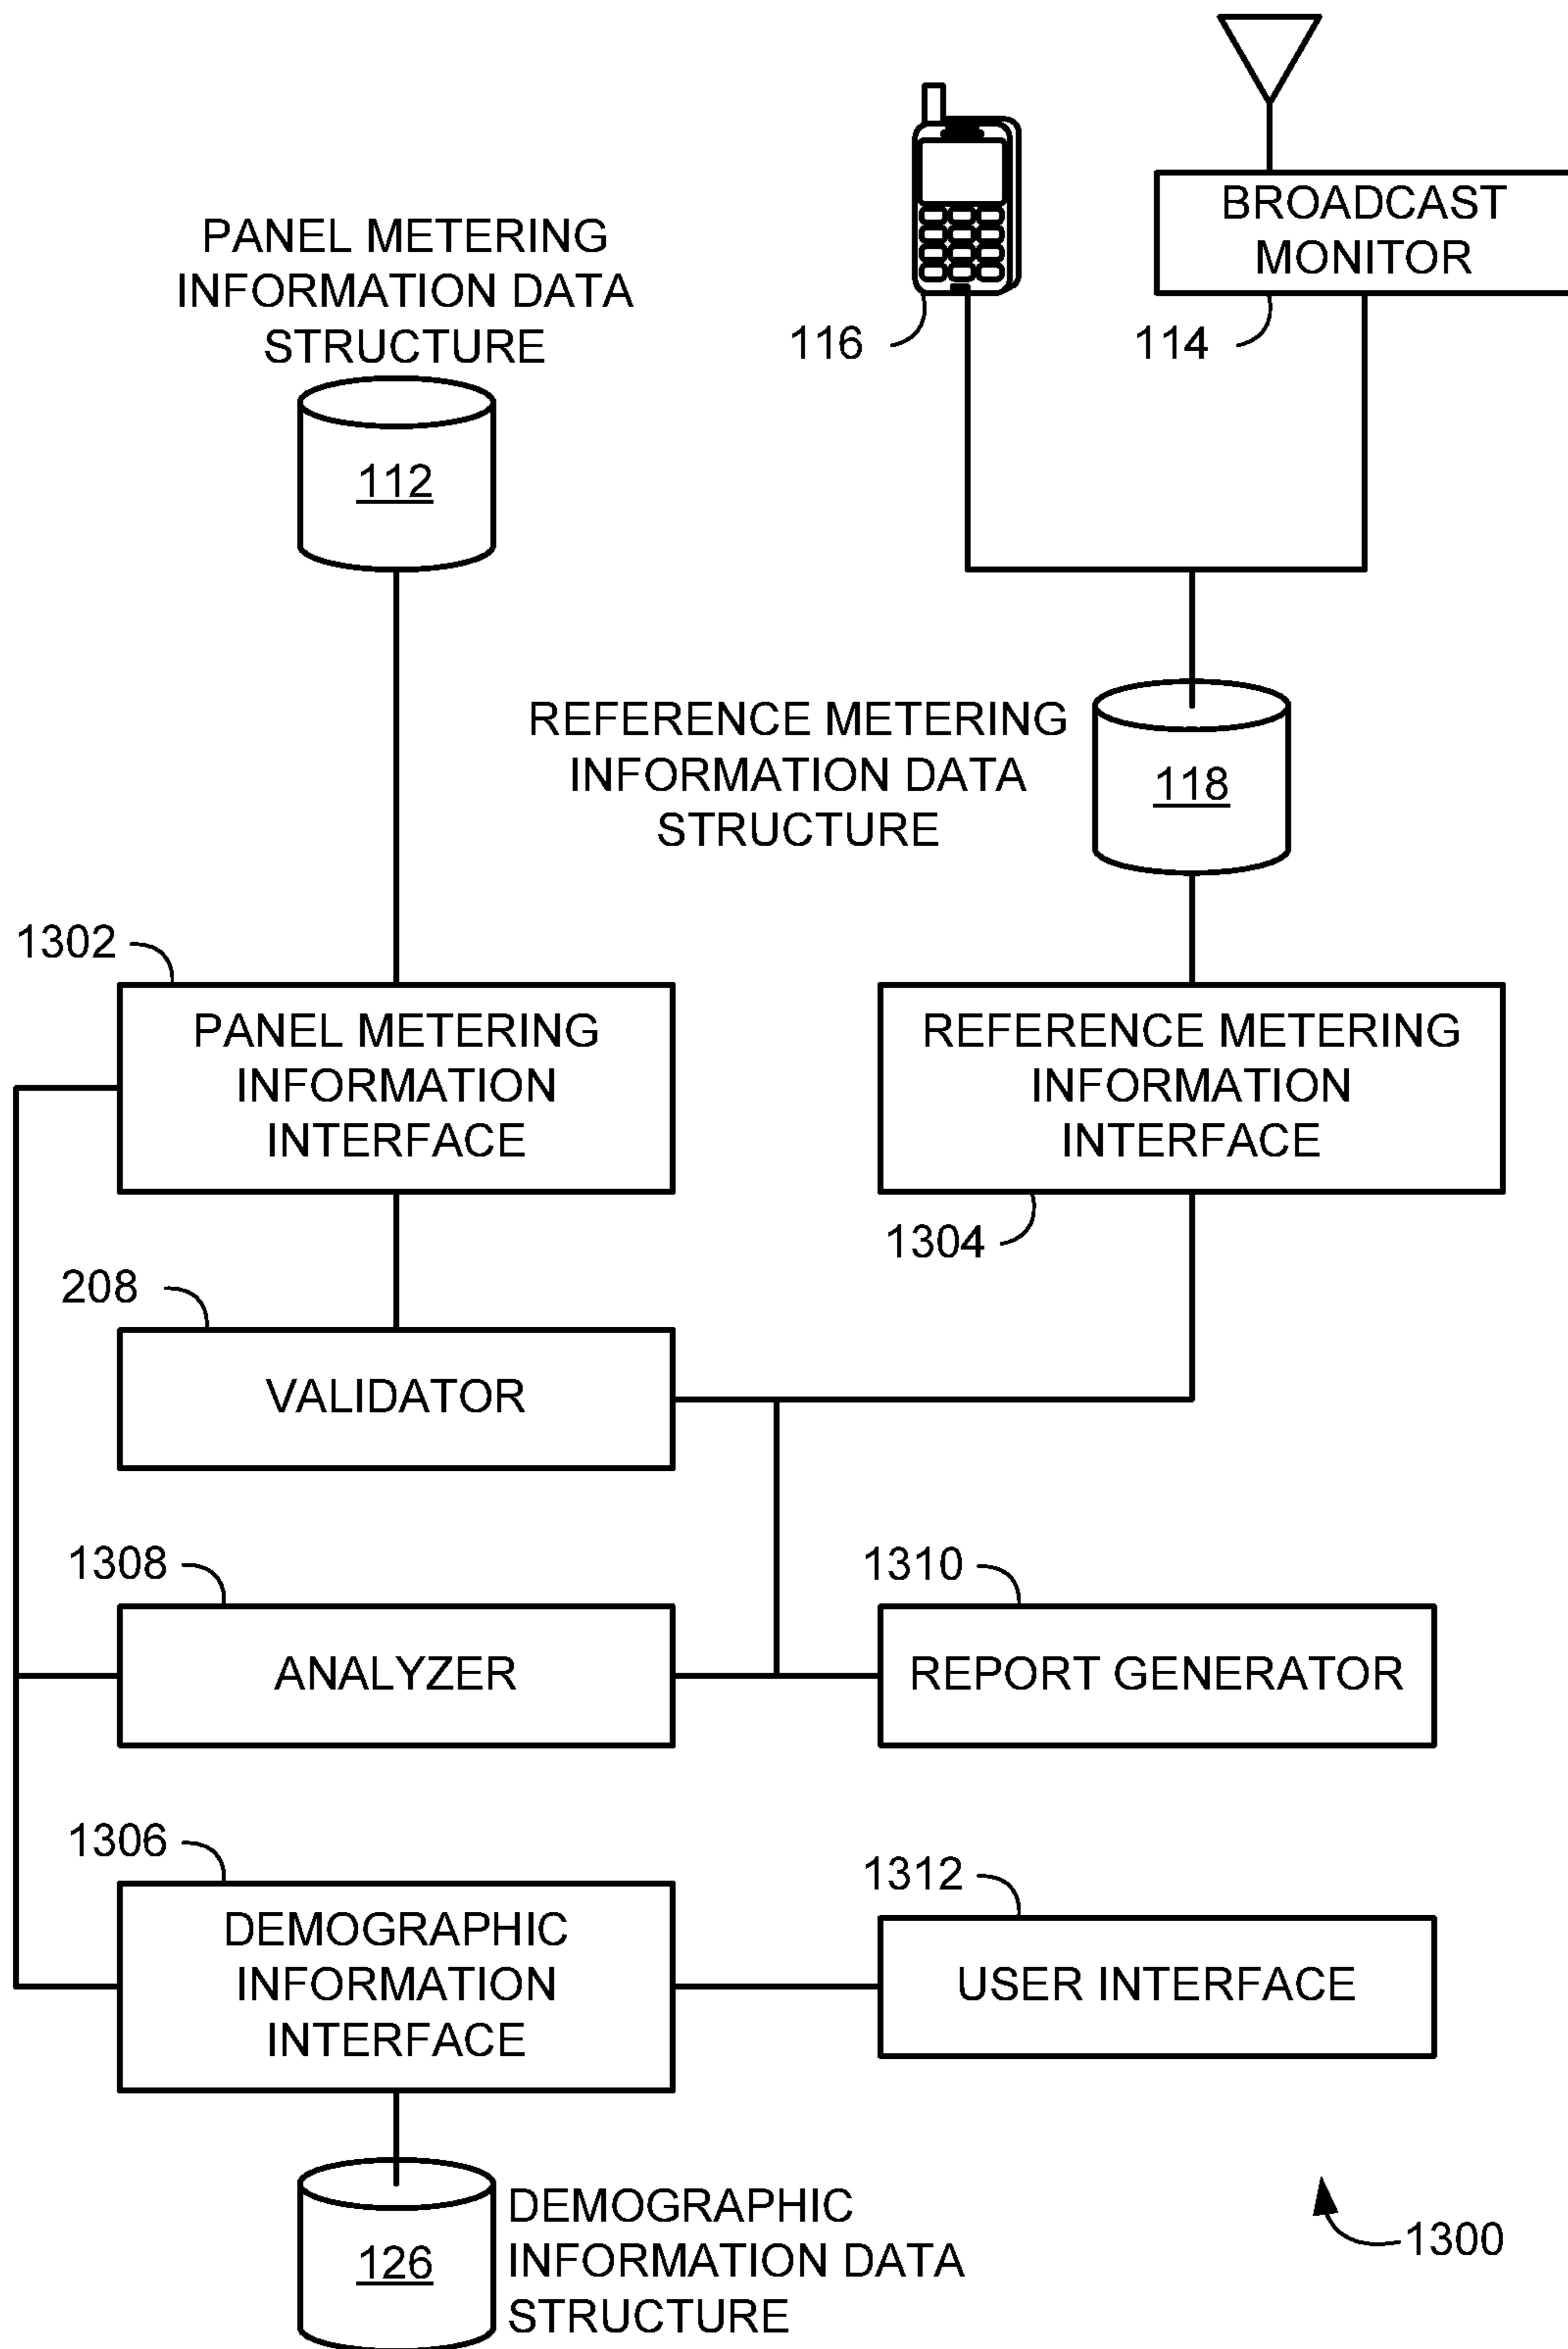 BROADCAST
MONITOR
PANEL METERING
INFORMATION DATA
STRUCTURE
116
114
112
REFERENCE METERING
INFORMATION DATA
STRUCTURE
118
1302
PANEL METERING
INFORMATION
INTERFACE
REFERENCE METERING
INFORMATION
INTERFACE
1304
208
VALIDATOR
1308
ANALYZER
1310
REPORT GENERATOR
1306
DEMOGRAPHIC
INFORMATION
INTERFACE
1312
USER INTERFACE
126
DEMOGRAPHIC
INFORMATION DATA
STRUCTURE
1300